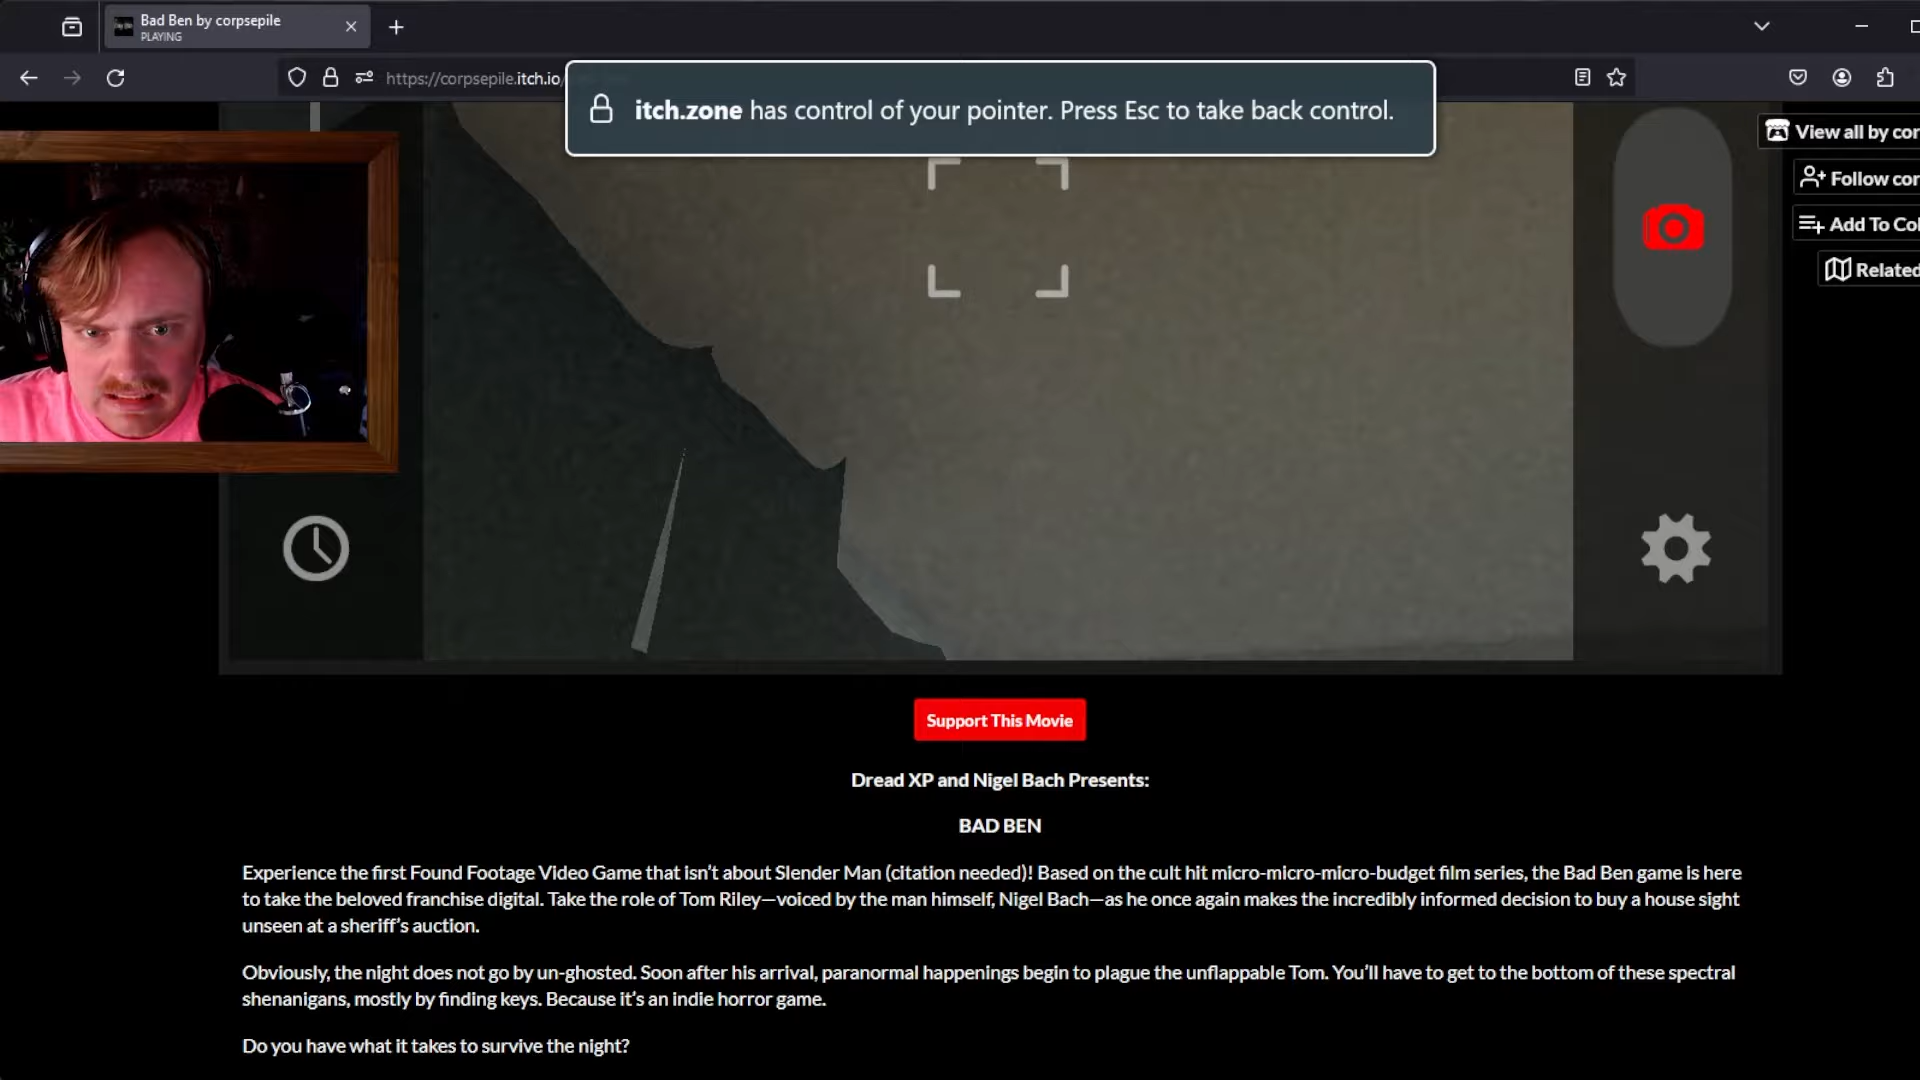 Bad Ben by corpsepile
PLAYING
https://corpsepile.itch.io/
itch.zone has control of your pointer. Press Esc to take back control.
View all by cor
Follow cor
Add To Col
Related
Support This Movie
Dread XP and Nigel Bach Presents:
BAD BEN
Experience the first Found Footage Video Game that isn't about Slender Man (citation needed)! Based on the cult hit micro-micro-micro-budget film series, the Bad Ben game is here
to take the beloved franchise digital. Take the role of Tom Riley—voiced by the man himself, Nigel Bach—as he once again makes the incredibly informed decision to buy a house sight
unseen at a sheriff's auction.
Obviously, the night does not go by un-ghosted. Soon after his arrival, paranormal happenings begin to plague the unflappable Tom. You'll have to get to the bottom of these spectral
shenanigans, mostly by finding keys. Because it's an indie horror game.
Do you have what it takes to survive the night?